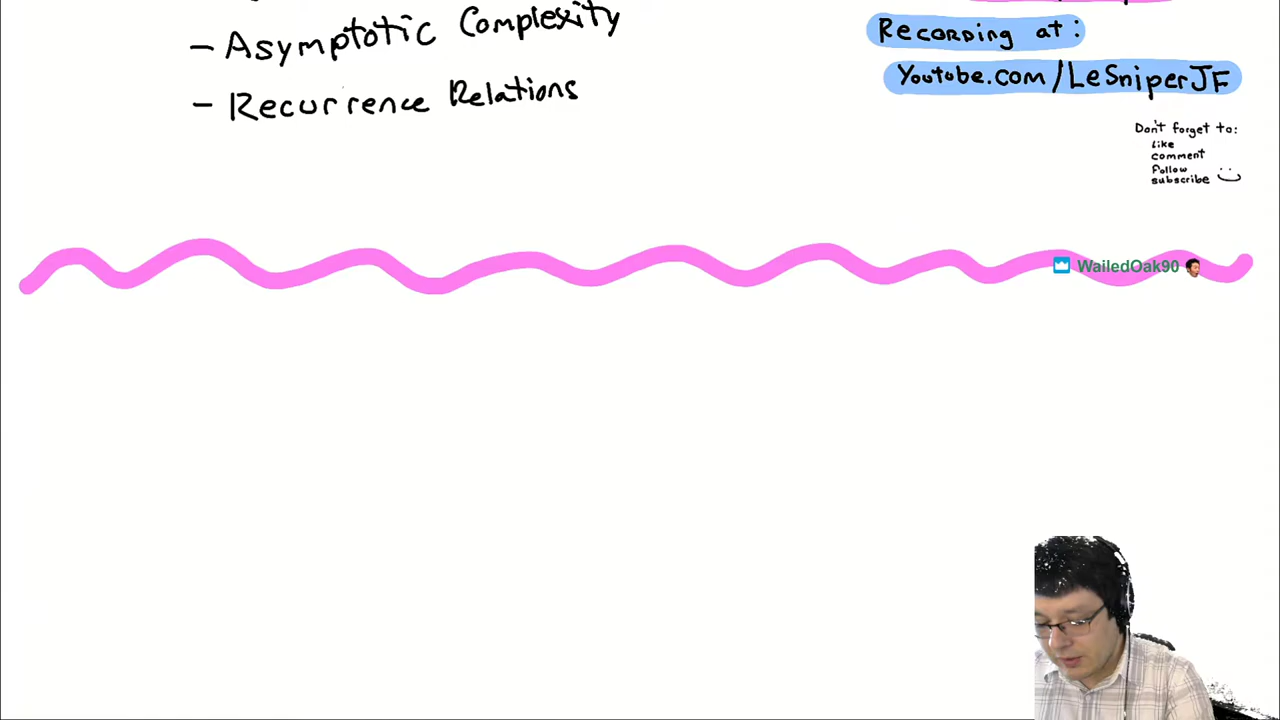 - Asymptotic Complexity
- Recurrence Relations
Recording at:
Youtube.com/LeSniperJF
Don't forget to:
Like
comment
Follow
subscribe
WailedOak90